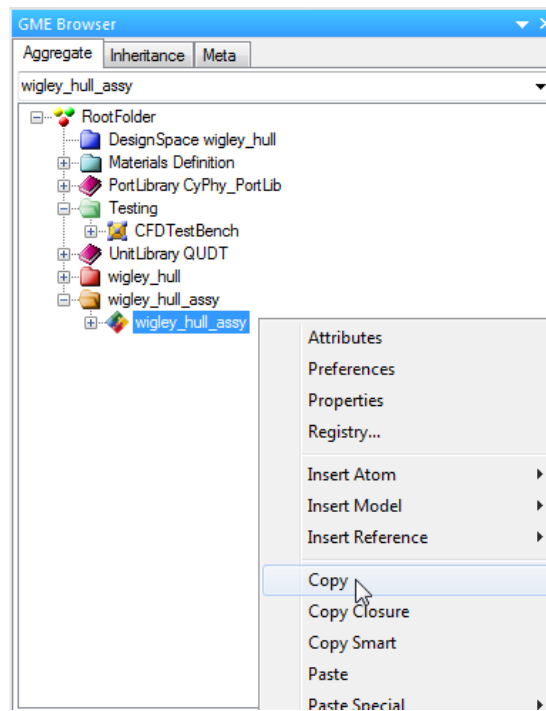 GME Browser
Aggregate Inheritance Meta
wigley_hull_assy
RootFolder
DesignSpace wigley_hull
Materials Definition
PortLibrary CyPhy_PortLib
Testing
CFDTestBench
UnitLibrary QUDT
wigley_hull
wigley_hull_assy
wigley_hull_assy
Attributes
Preferences
Properties
Registry...
Insert Atom
Insert Model
Insert Reference
Copy
Copy Closure
Copy Smart
Paste
Paste Special